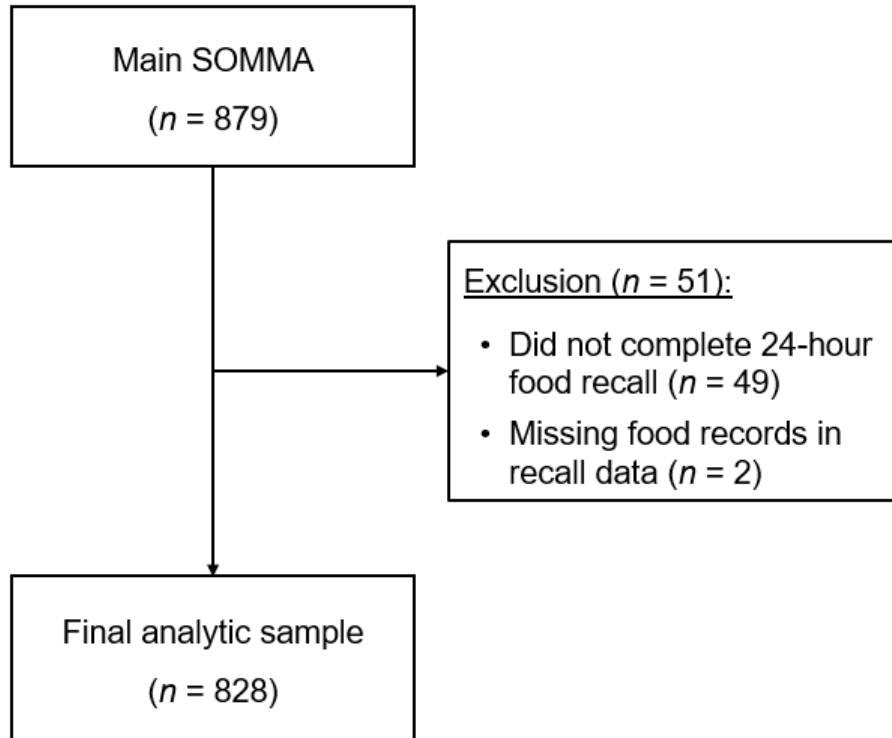 Main SOMMA
(n = 879)
Exclusion (n = 51):
• Did not complete 24-hour
food recall (n = 49)
• Missing food records in
recall data (n = 2)
Final analytic sample
(n = 828)